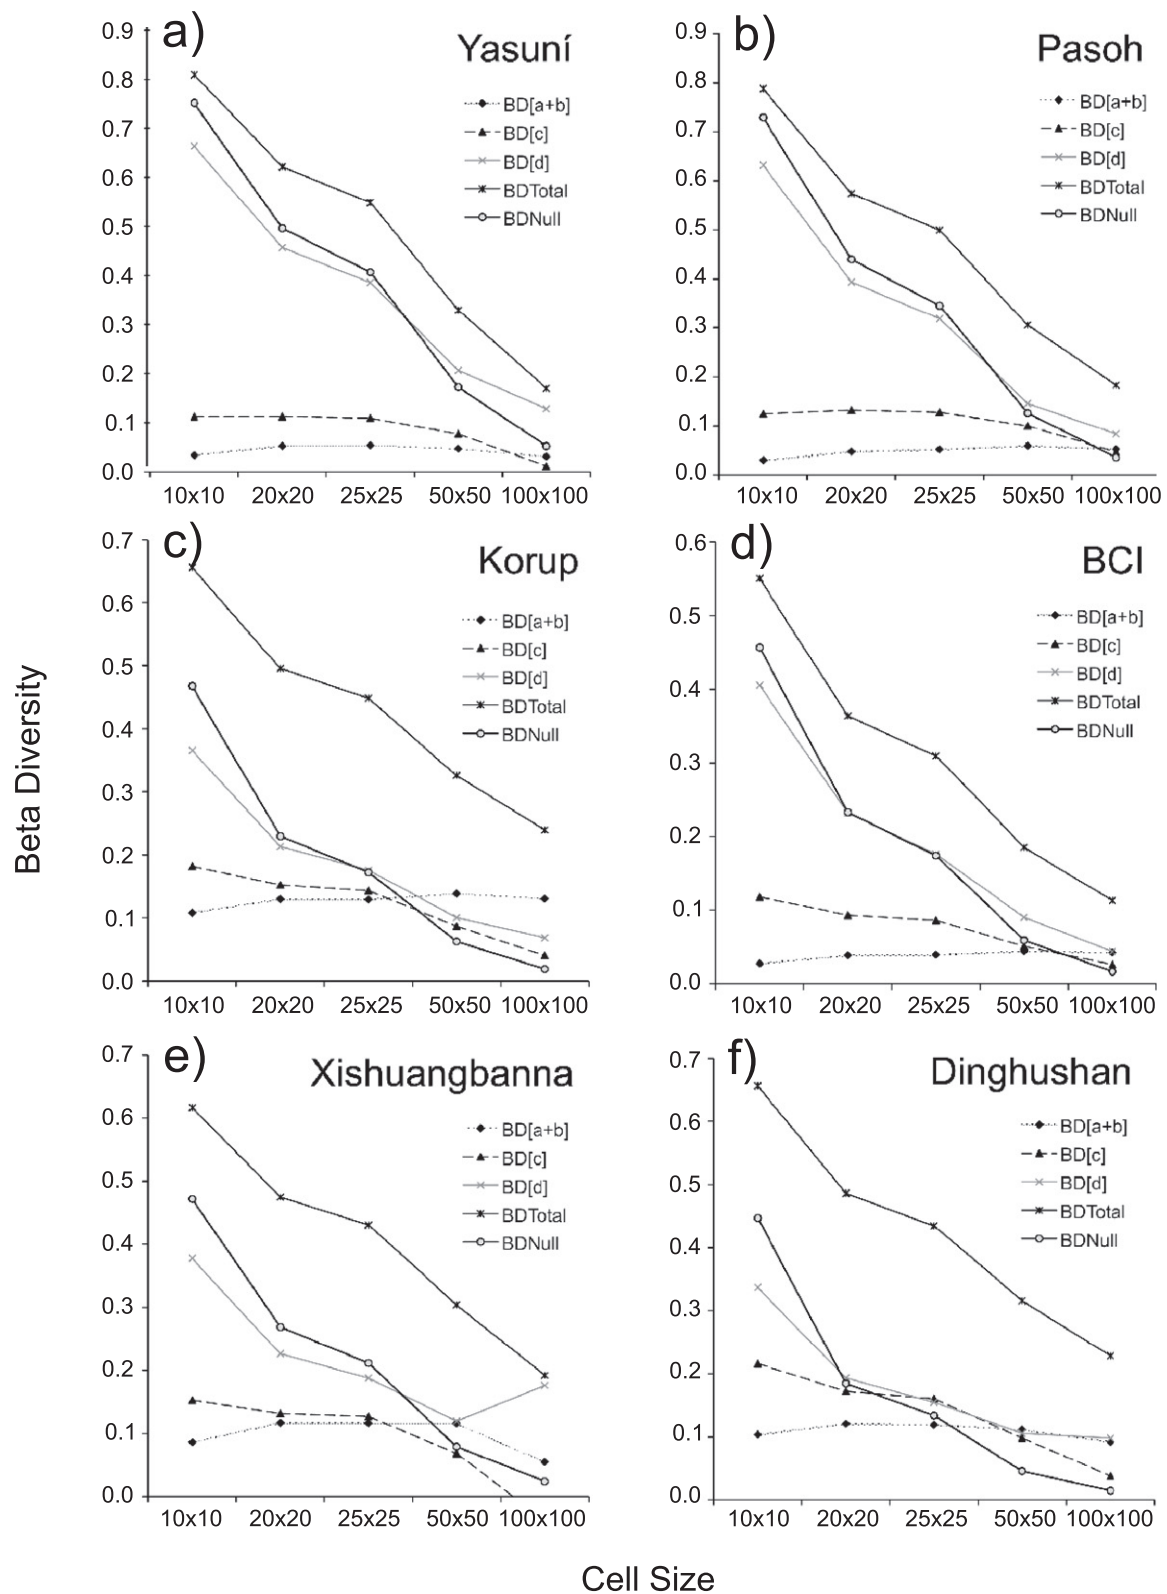 a)
Yasuní
0.9
0.8
0.7
0.6
0.5
0.4
0.3
0.2
0.1
0.0
BD[a+b]
BD[c]
BD[d]
BDTotal
BDNull
10x10 20x20 25x25 50x50 100x100
b)
Pasoh
0.9
0.8
0.7
0.6
0.5
0.4
0.3
0.2
0.1
0.0
BD[a+b]
BD[c]
BD[d]
BDTotal
BDNull
10x10 20x20 25x25 50x50 100x100
c)
Korup
0.7
0.6
0.5
0.4
0.3
0.2
0.1
0.0
BD[a+b]
BD[c]
BD[d]
BDTotal
BDNull
10x10 20x20 25x25 50x50 100x100
d)
BCI
0.6
0.5
0.4
0.3
0.2
0.1
0.0
BD[a+b]
BD[c]
BD[d]
BDTotal
BDNull
10x10 20x20 25x25 50x50 100x100
Beta Diversity
e)
Xishuangbanna
0.7
0.6
0.5
0.4
0.3
0.2
0.1
0.0
BD[a+b]
BD[c]
BD[d]
BDTotal
BDNull
10x10 20x20 25x25 50x50 100x100
f)
Dinghushan
0.7
0.6
0.5
0.4
0.3
0.2
0.1
0.0
BD[a+b]
BD[c]
BD[d]
BDTotal
BDNull
10x10 20x20 25x25 50x50 100x100
Cell Size